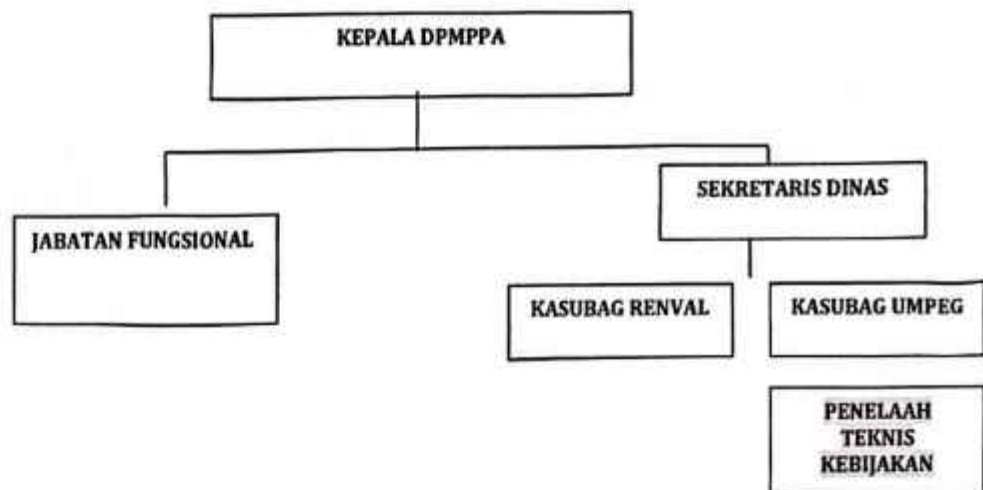 KEPALA DPMPPA
SEKRETARIS DINAS
JABATAN FUNGSIONAL
KASUBAG RENVAL
KASUBAG UMPEG
PENELAAH
TEKNIS
KEBIJAKAN